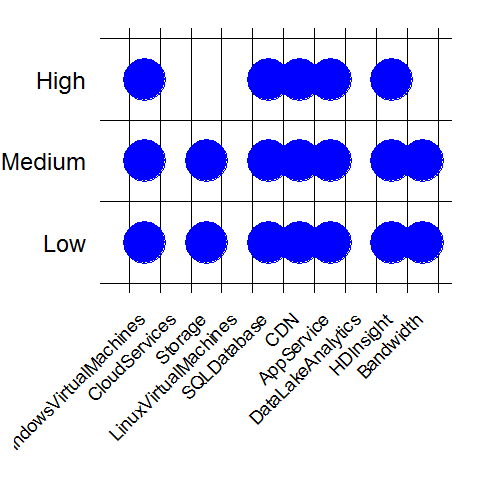 High
Medium
Low
ndowsVirtualMachines
CloudServices
Storage
LinuxVirtualMachines
SQLDatabase
CDN
AppService
DataLakeAnalytics
HDInsight
Bandwidth